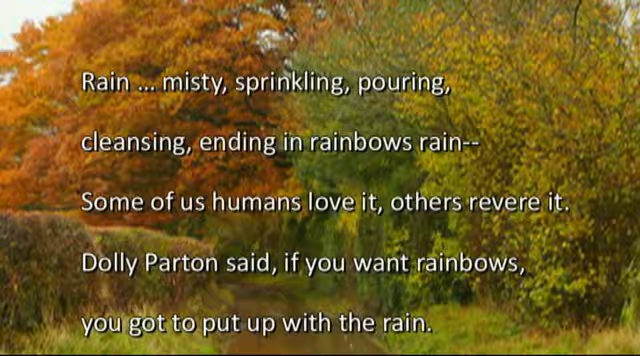 Rain ... misty, sprinkling, pouring,
cleansing, ending in rainbows rain--
Some of us humans love it, others revere it.
Dolly Parton said, if you want rainbows,
you got to put up with the rain.